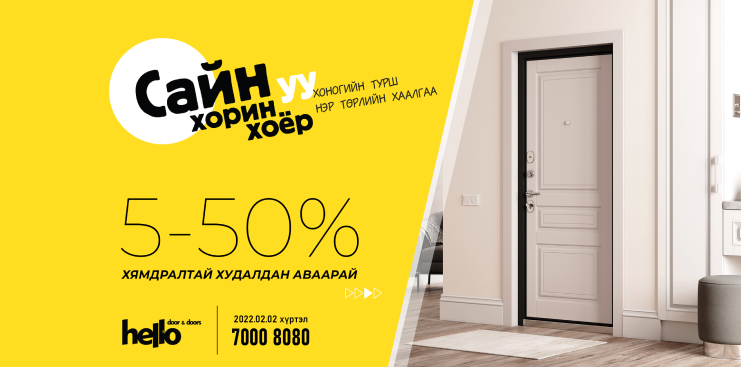 Сайн уу
хорин
хоёр
ХОНОГИЙН ТУРШ
НЭР ТӨРЛИЙН ХААЛГАА
5-50%
ХЯМДРАЛТАЙ ХУДАЛДАН АВААРАЙ
hello door & doors
2022.02.02 хүртэл
7000 8080